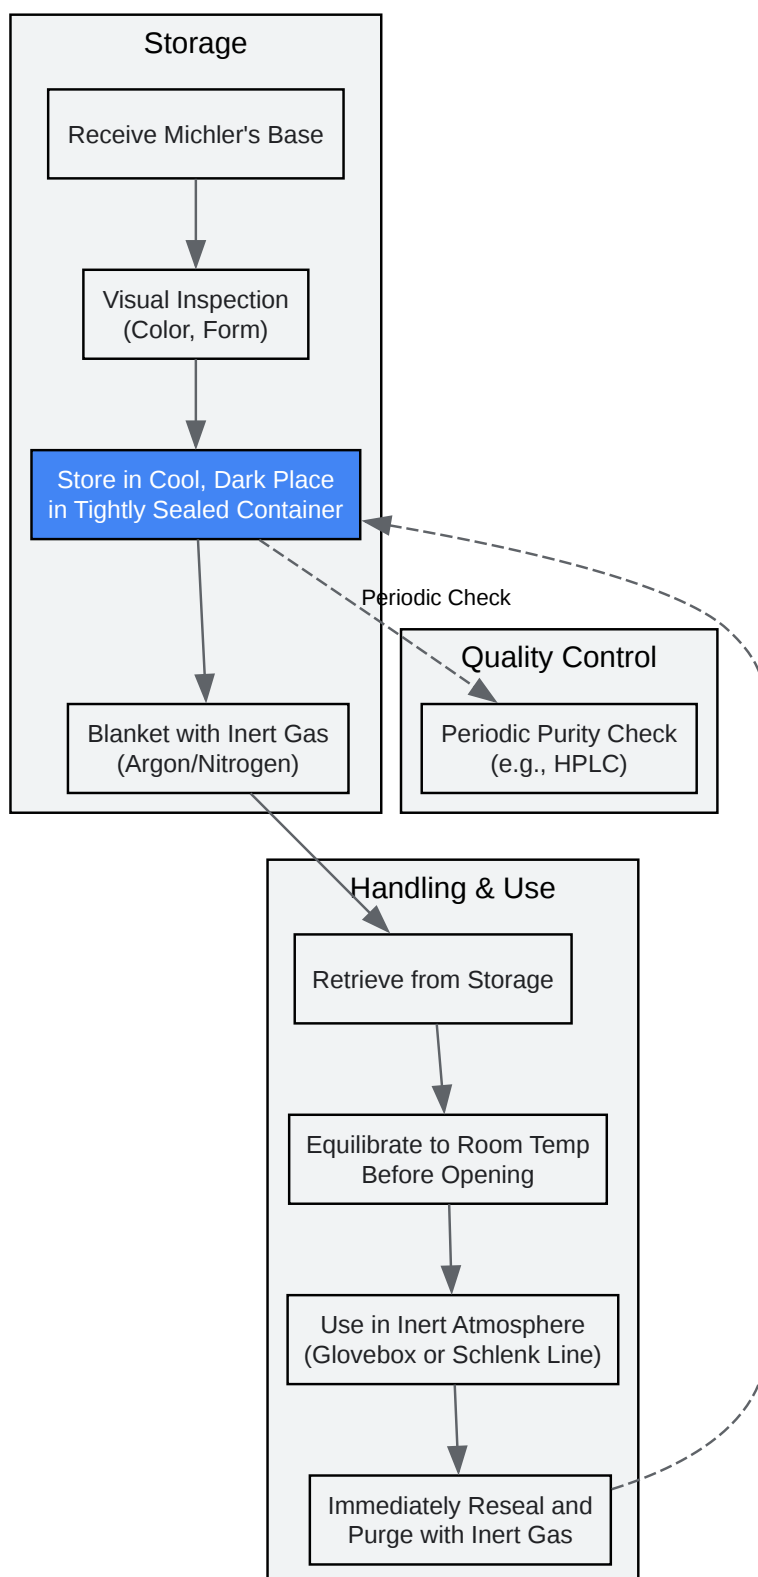 Storage
Receive Michler's Base
Visual Inspection
(Color, Form)
Store in Cool, Dark Place
in Tightly Sealed Container
Periodic Check
Blanket with Inert Gas
(Argon/Nitrogen)
Quality Control
Periodic Purity Check
(e.g., HPLC)
Handling & Use
Retrieve from Storage
Equilibrate to Room Temp
Before Opening
Use in Inert Atmosphere
(Glovebox or Schlenk Line)
Immediately Reseal and
Purge with Inert Gas